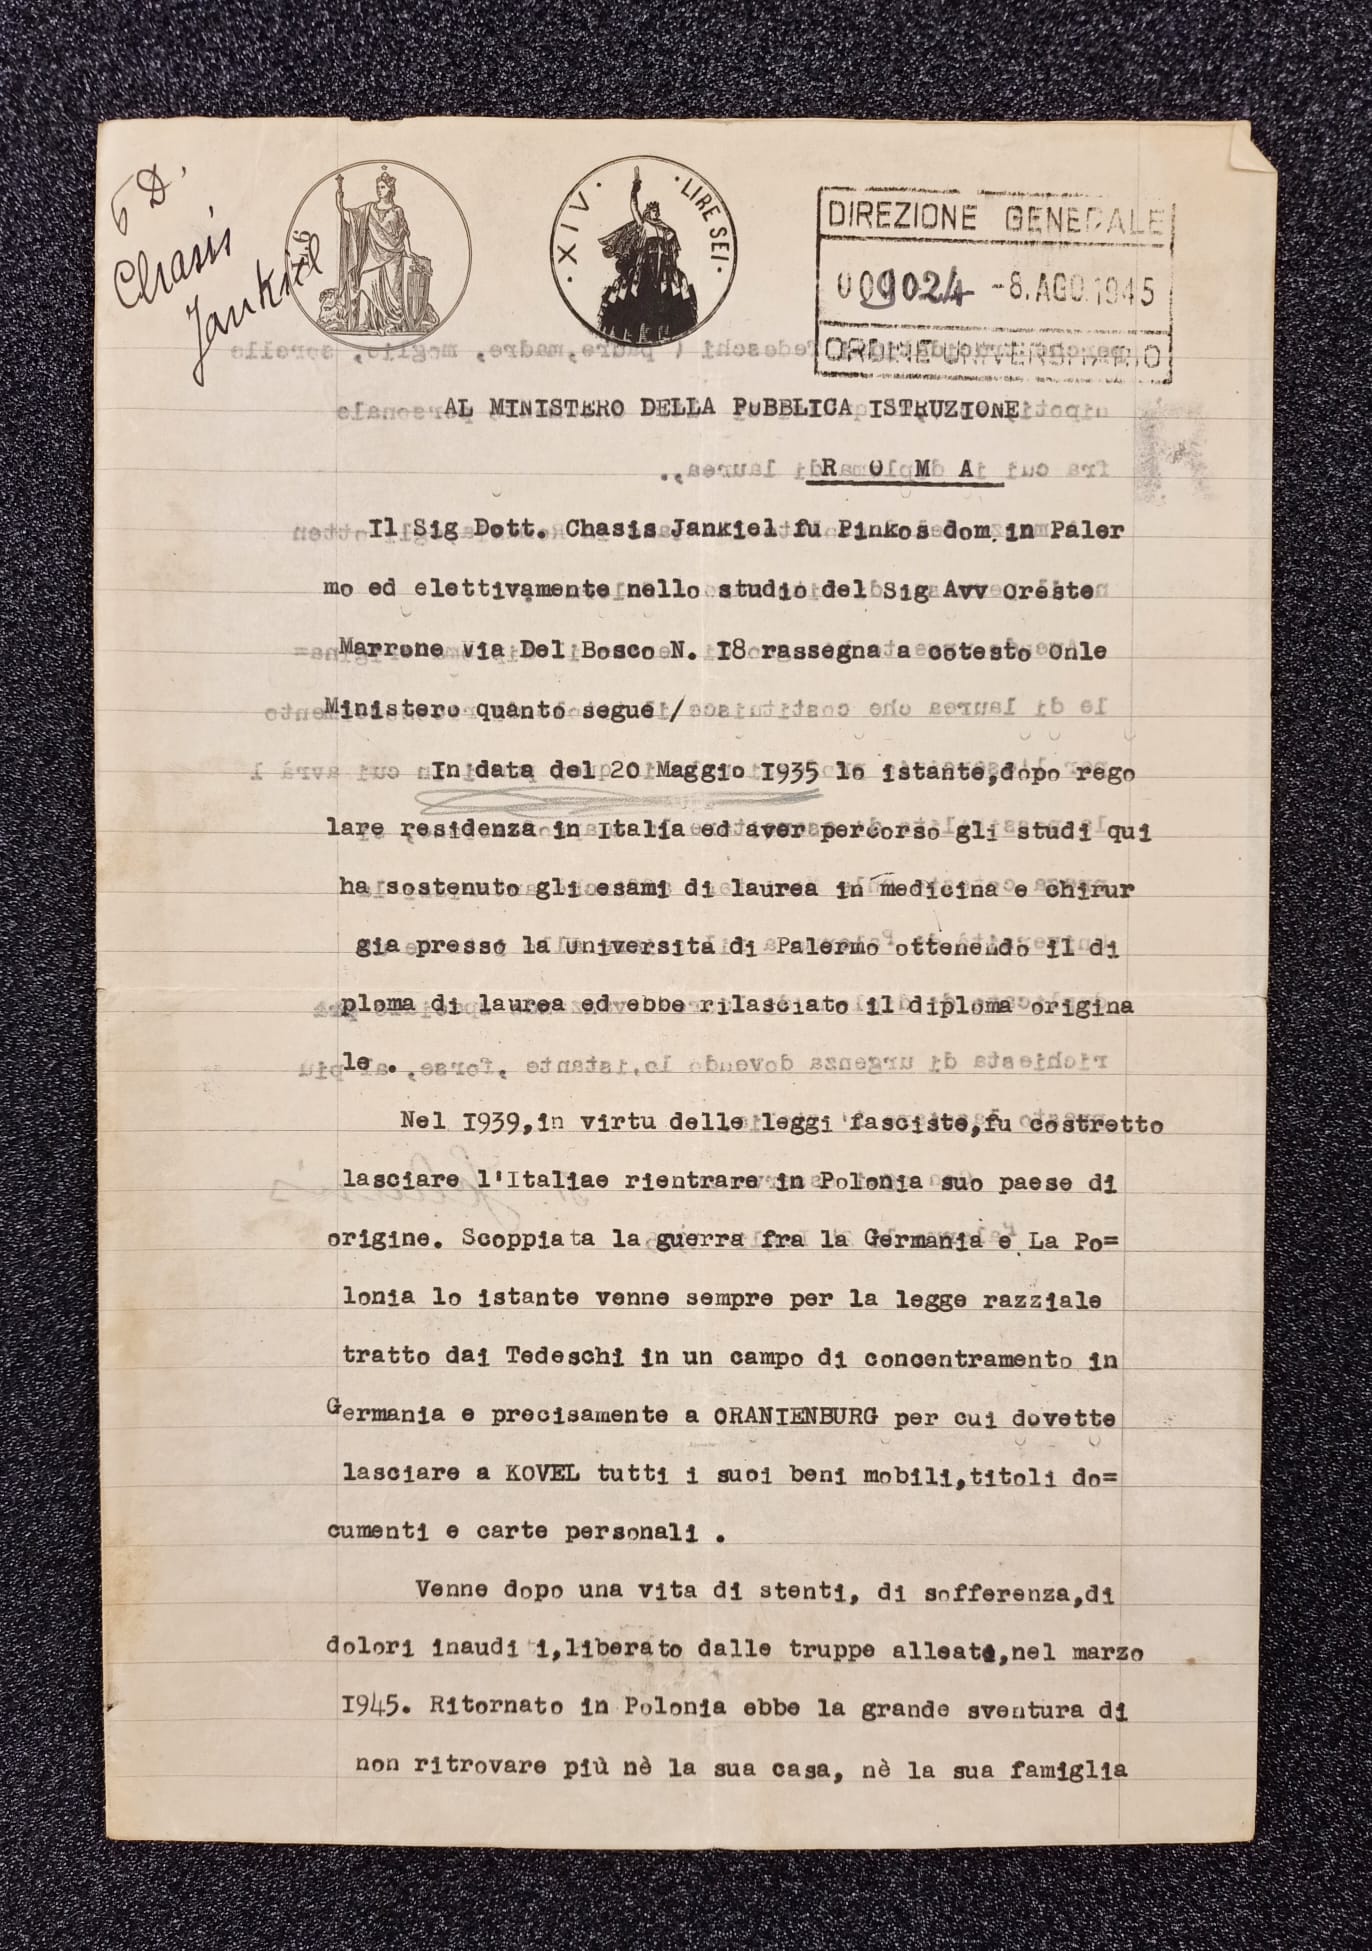 6 D.
Chasis
Jankiel
· XIV · · LIRE SEI ·
DIREZIONE GENERALE
009024 -8. AGO. 1945
ORDINE UNIVERSITARIO
AL MINISTERO DELLA PuBBLICA ISTRUZIONE
R O M A
Il Sig Dott. Chasis Jankiel fu Pinkos dom. in Paler
mo ed elettivamente nello studio del Sig Avv Oreste
Marrone via Del Bosco N. 18 rassegna a cotesto Onle
Ministero quanto segue /
In data del 20 Maggio 1935 lo istante,dopo rego
lare residenza in Italia ed aver percorso gli studi qui
ha sostenuto gli esami di laurea in medicina e chirur
gia presso la universita di Palermo ottenendo il di
ploma di laurea ed ebbe rilasciato il diploma origina
le .
Nel 1939,in virtu delle leggi fasciste,fu costretto
lasciare l'Italiae rientrare in Polonia suo paese di
origine. Scoppiata la guerra fra la Germania e La Po=
lonia lo istante venne sempre per la legge razziale
tratto dai Tedeschi in un campo di concentramento in
Germania e precisamente a ORANIENBURG per cui dovette
lasciare a KOVEL tutti i suoi beni mobili,titoli do=
cumenti e carte personali .
Venne dopo una vita di stenti, di sofferenza,di
dolori inaudi i,liberato dalle truppe alleate,nel marzo
1945. Ritornato in Polonia ebbe la grande sventura di
non ritrovare più nè la sua casa, nè la sua famiglia